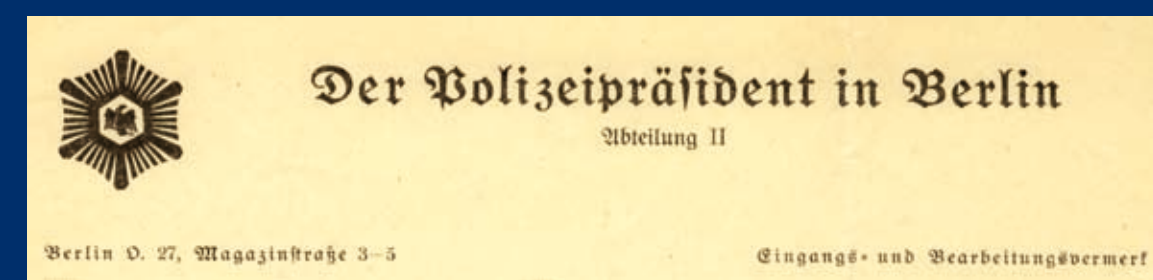 Der Polizeipräsident in Berlin
Abteilung II
Berlin O. 27, Magazinstraße 3–5
Eingangs- und Bearbeitungsvermerk